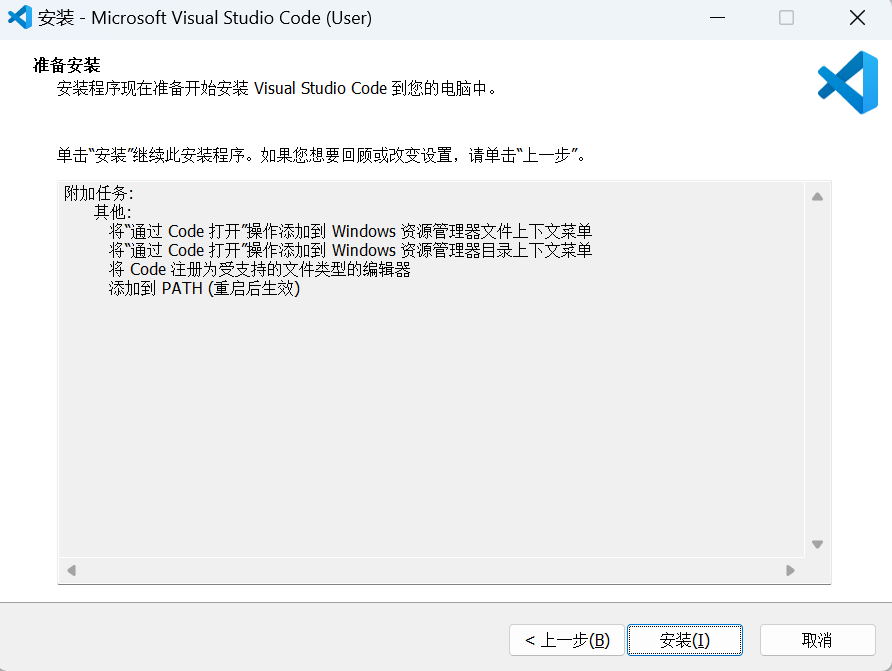 安装 - Microsoft Visual Studio Code (User)
准备安装
安装程序现在准备开始安装 Visual Studio Code 到您的电脑中。
单击“安装”继续此安装程序。如果您想要回顾或改变设置，请单击“上一步”。
附加任务:
其他:
将“通过 Code 打开”操作添加到 Windows 资源管理器文件上下文菜单
将“通过 Code 打开”操作添加到 Windows 资源管理器目录上下文菜单
将 Code 注册为受支持的文件类型的编辑器
添加到 PATH (重启后生效)
< 上一步(B) 安装(I) 取消